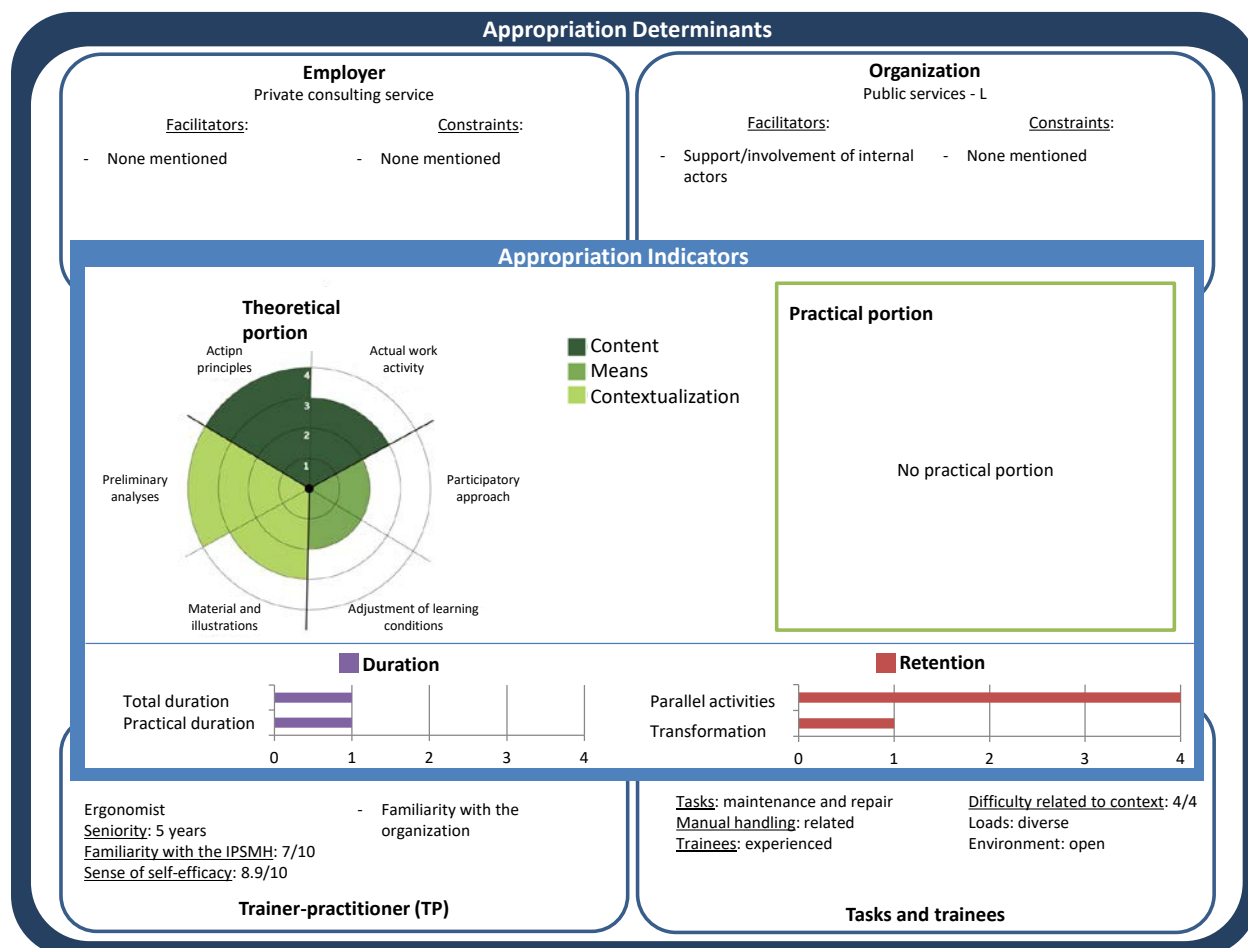 Appropriation Determinants
Employer
Private consulting service
Facilitators:
Constraints:
- None mentioned
- None mentioned
Organization
Public services - L
Facilitators:
Constraints:
- Support/involvement of internal
actors
- None mentioned
Appropriation Indicators
Theoretical
portion
Actipn
principles
Actual work
activity
4
3
2
1
Preliminary
analyses
Participatory
approach
Material and
illustrations
Adjustment of learning
conditions
Content
Means
Contextualization
Practical portion
No practical portion
Duration
Total duration
Practical duration
0 1 2 3 4
Retention
Parallel activities
Transformation
0 1 2 3 4
Ergonomist
Seniority: 5 years
Familiarity with the IPSMH: 7/10
Sense of self-efficacy: 8.9/10
- Familiarity with the
organization
Trainer-practitioner (TP)
Tasks: maintenance and repair
Manual handling: related
Trainees: experienced
Difficulty related to context: 4/4
Loads: diverse
Environment: open
Tasks and trainees